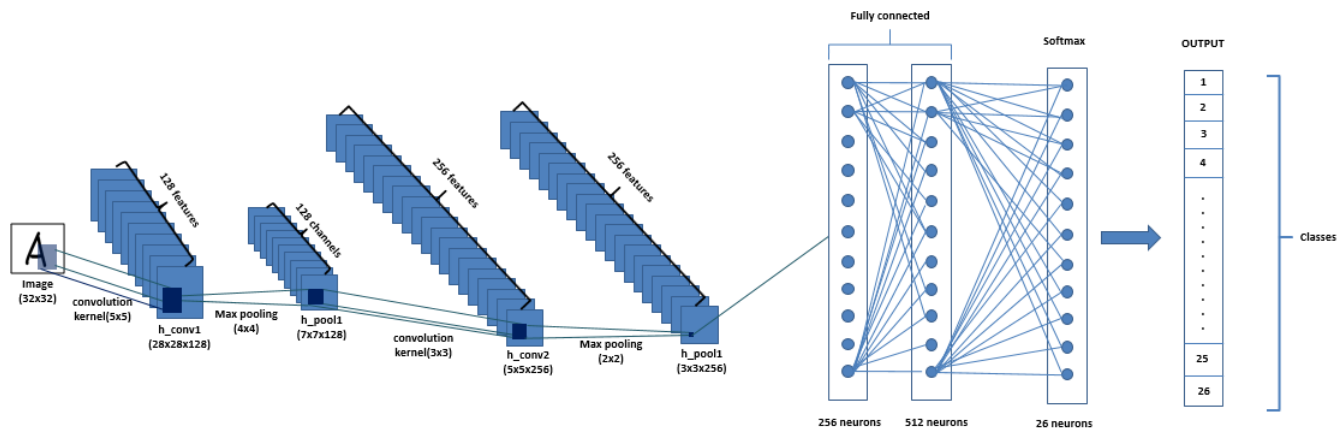 Fully connected
Softmax
OUTPUT
1
2
3
4
25
26
Classes
256 neurons
512 neurons
26 neurons
A
Image
(32x32)
convolution
kernel(5x5)
128 features
h_conv1
(28x28x128)
Max pooling
(4x4)
128 channels
h_pool1
(7x7x128)
convolution
kernel(3x3)
256 features
h_conv2
(5x5x256)
Max pooling
(2x2)
256 features
h_pool1
(3x3x256)